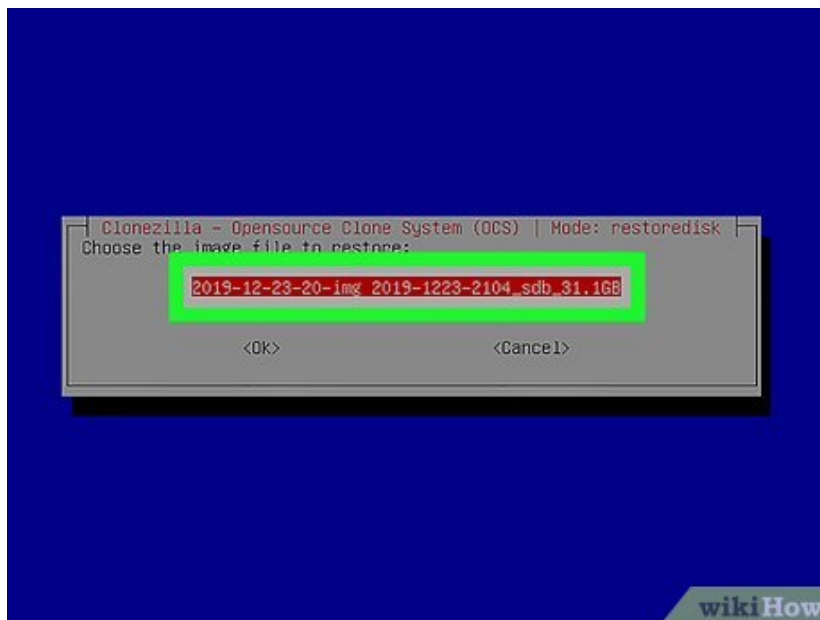 Clonezilla - Opensource Clone System (OCS) | Mode: restoredisk
Choose the image file to restore:
2019-12-23-20-img 2019-1223-2104_sdb_31.1GB
<Ok> <Cancel>
wikiHow